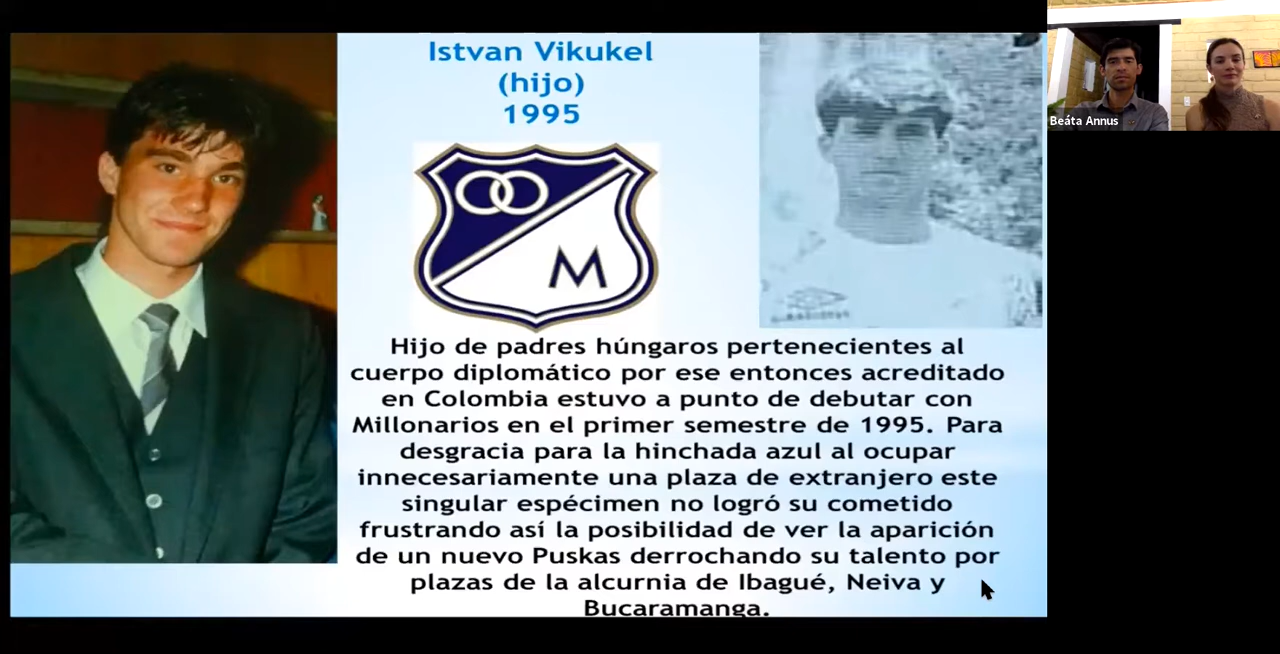 Istvan Vikukel
(hijo)
1995
M
Hijo de padres húngaros pertenecientes al
cuerpo diplomático por ese entonces acreditado
en Colombia estuvo a punto de debutar con
Millonarios en el primer semestre de 1995. Para
desgracia para la hinchada azul al ocupar
innecesariamente una plaza de extranjero este
singular espécimen no logró su cometido
frustrando así la posibilidad de ver la aparición
de un nuevo Puskas derrochando su talento por
plazas de la alcurnia de Ibagué, Neiva y
Bucaramanga.
Beáta Annus